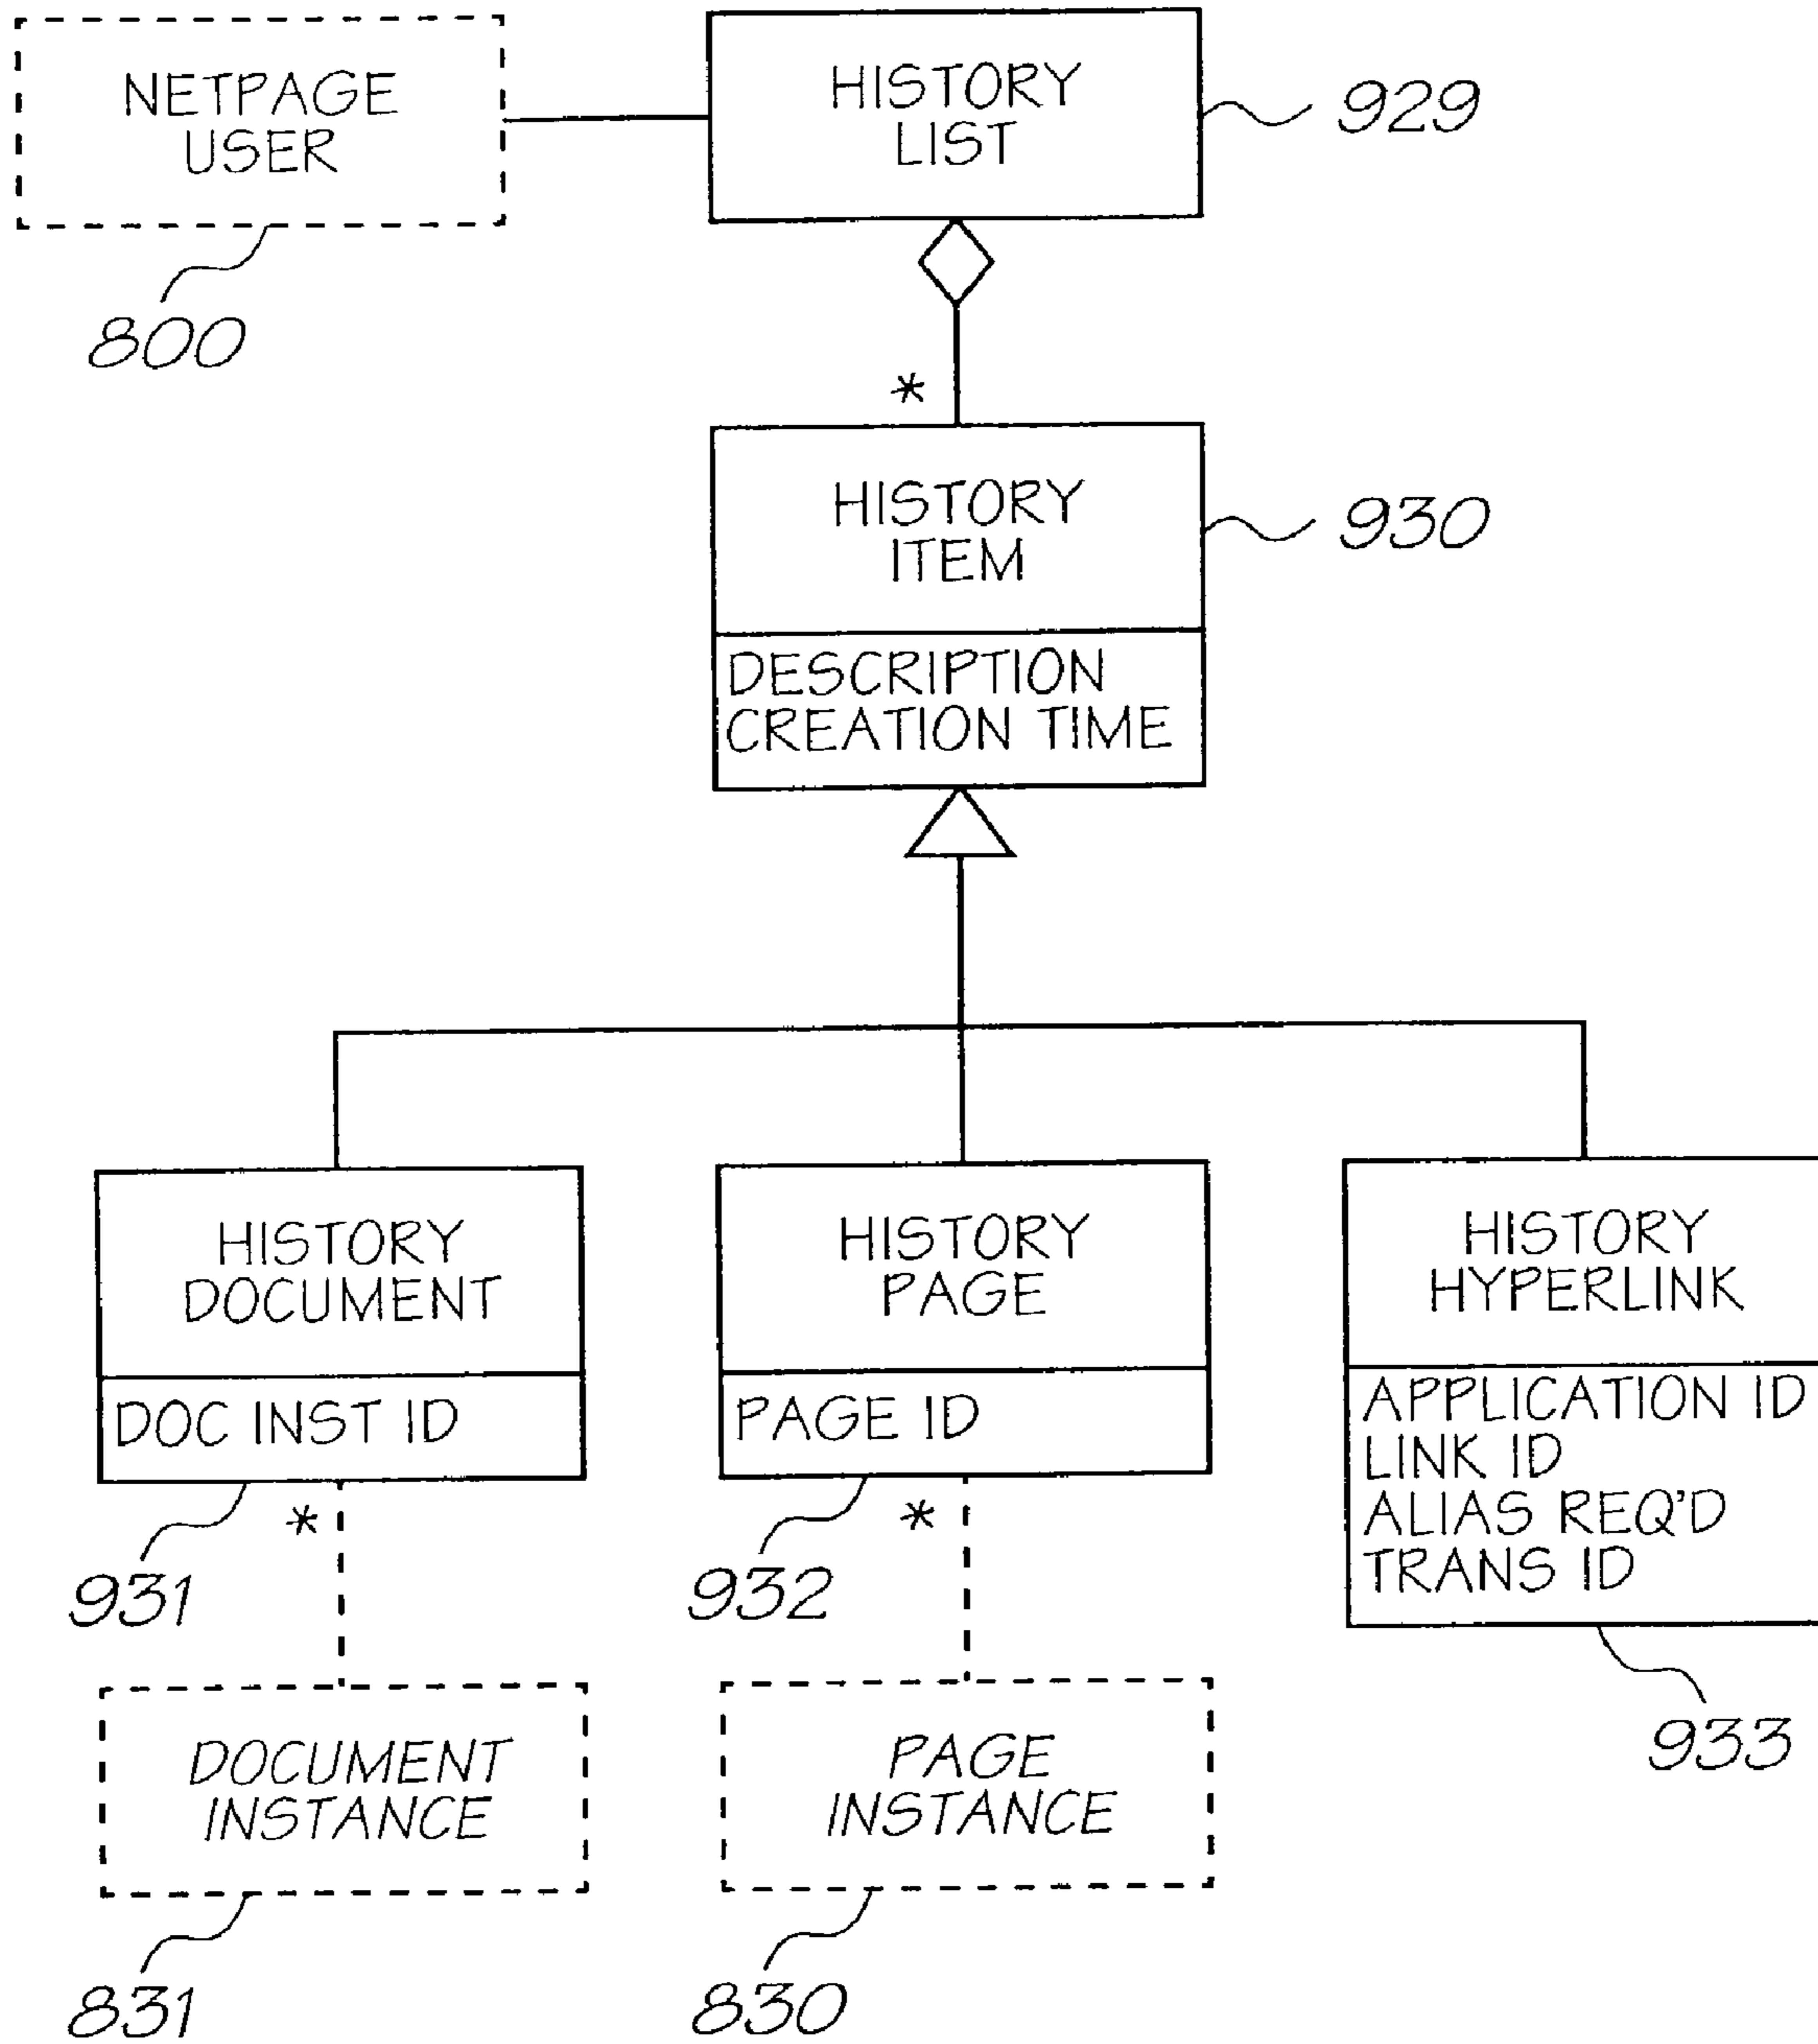 NETPAGE
USER
800
HISTORY
LIST
929
*
HISTORY
ITEM
930
DESCRIPTION
CREATION TIME
HISTORY
DOCUMENT
DOC INST ID
931
*
HISTORY
PAGE
PAGE ID
932
*
HISTORY
HYPERLINK
APPLICATION ID
LINK ID
ALIAS REQ'D
TRANS ID
933
DOCUMENT
INSTANCE
831
PAGE
INSTANCE
830